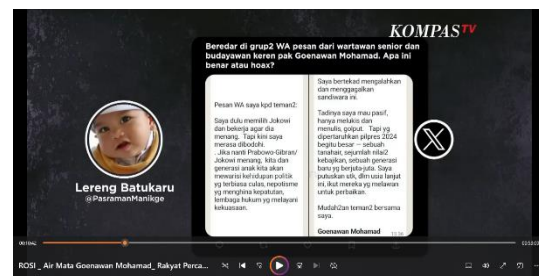 KOMPASTV
Beredar di grup2 WA pesan dari wartawan senior dan
budayawan keren pak Goenawan Mohamad. Apa ini
benar atau hoax?
Pesan WA saya kpd teman2:
Saya dulu memilih Jokowi
dan bekerja agar dia
menang. Tapi kini saya
merasa dibodohi.
..Jika nanti Prabowo-Gibran/
Jokowi menang, kita dan
generasi anak kita akan
mewarisi kehidupan politik
yg terbiasa culas, nepotisme
yg menghina kepatutan,
lembaga hukum yg melayani
kekuasaan.
Saya bertekad mengalahkan
dan menggagalkan
sandiwara ini.
Tadinya saya mau pasif,
hanya melukis dan
menulis, golput. Tapi yg
dipertaruhkan pilpres 2024
begitu besar — sebuah
tanahair, sejumlah nilai2
kebajikan, sebuah generasi
baru yg berjuta-juta. Saya
putuskan utk, dlm usia lanjut
ini, ikut mereka yg melawan
untuk perbaikan.
Mudah2an teman2 bersama
saya.
Goenawan Mohamad
Lereng Batukaru
@PasramanManikge
ROSI _ Air Mata Goenawan Mohamad_ Rakyat Perca...